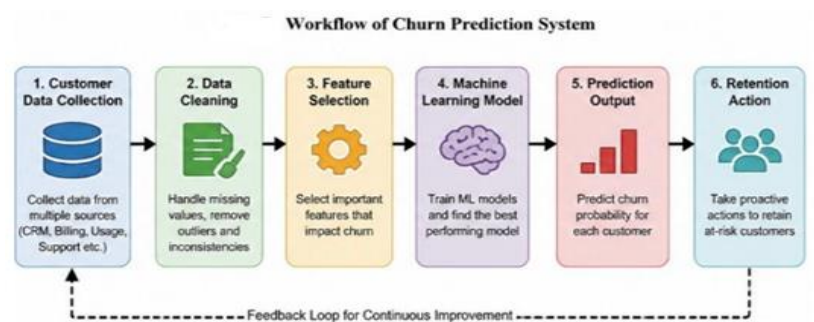 Workflow of Churn Prediction System
1. Customer
Data Collection
Collect data from
multiple sources
(CRM, Billing, Usage,
Support etc.)
2. Data
Cleaning
Handle missing
values, remove
outliers and
inconsistencies
3. Feature
Selection
Select important
features that
impact churn
4. Machine
Learning Model
Train ML models
and find the best
performing model
5. Prediction
Output
Predict churn
probability for
each customer
6. Retention
Action
Take proactive
actions to retain
at-risk customers
Feedback Loop for Continuous Improvement